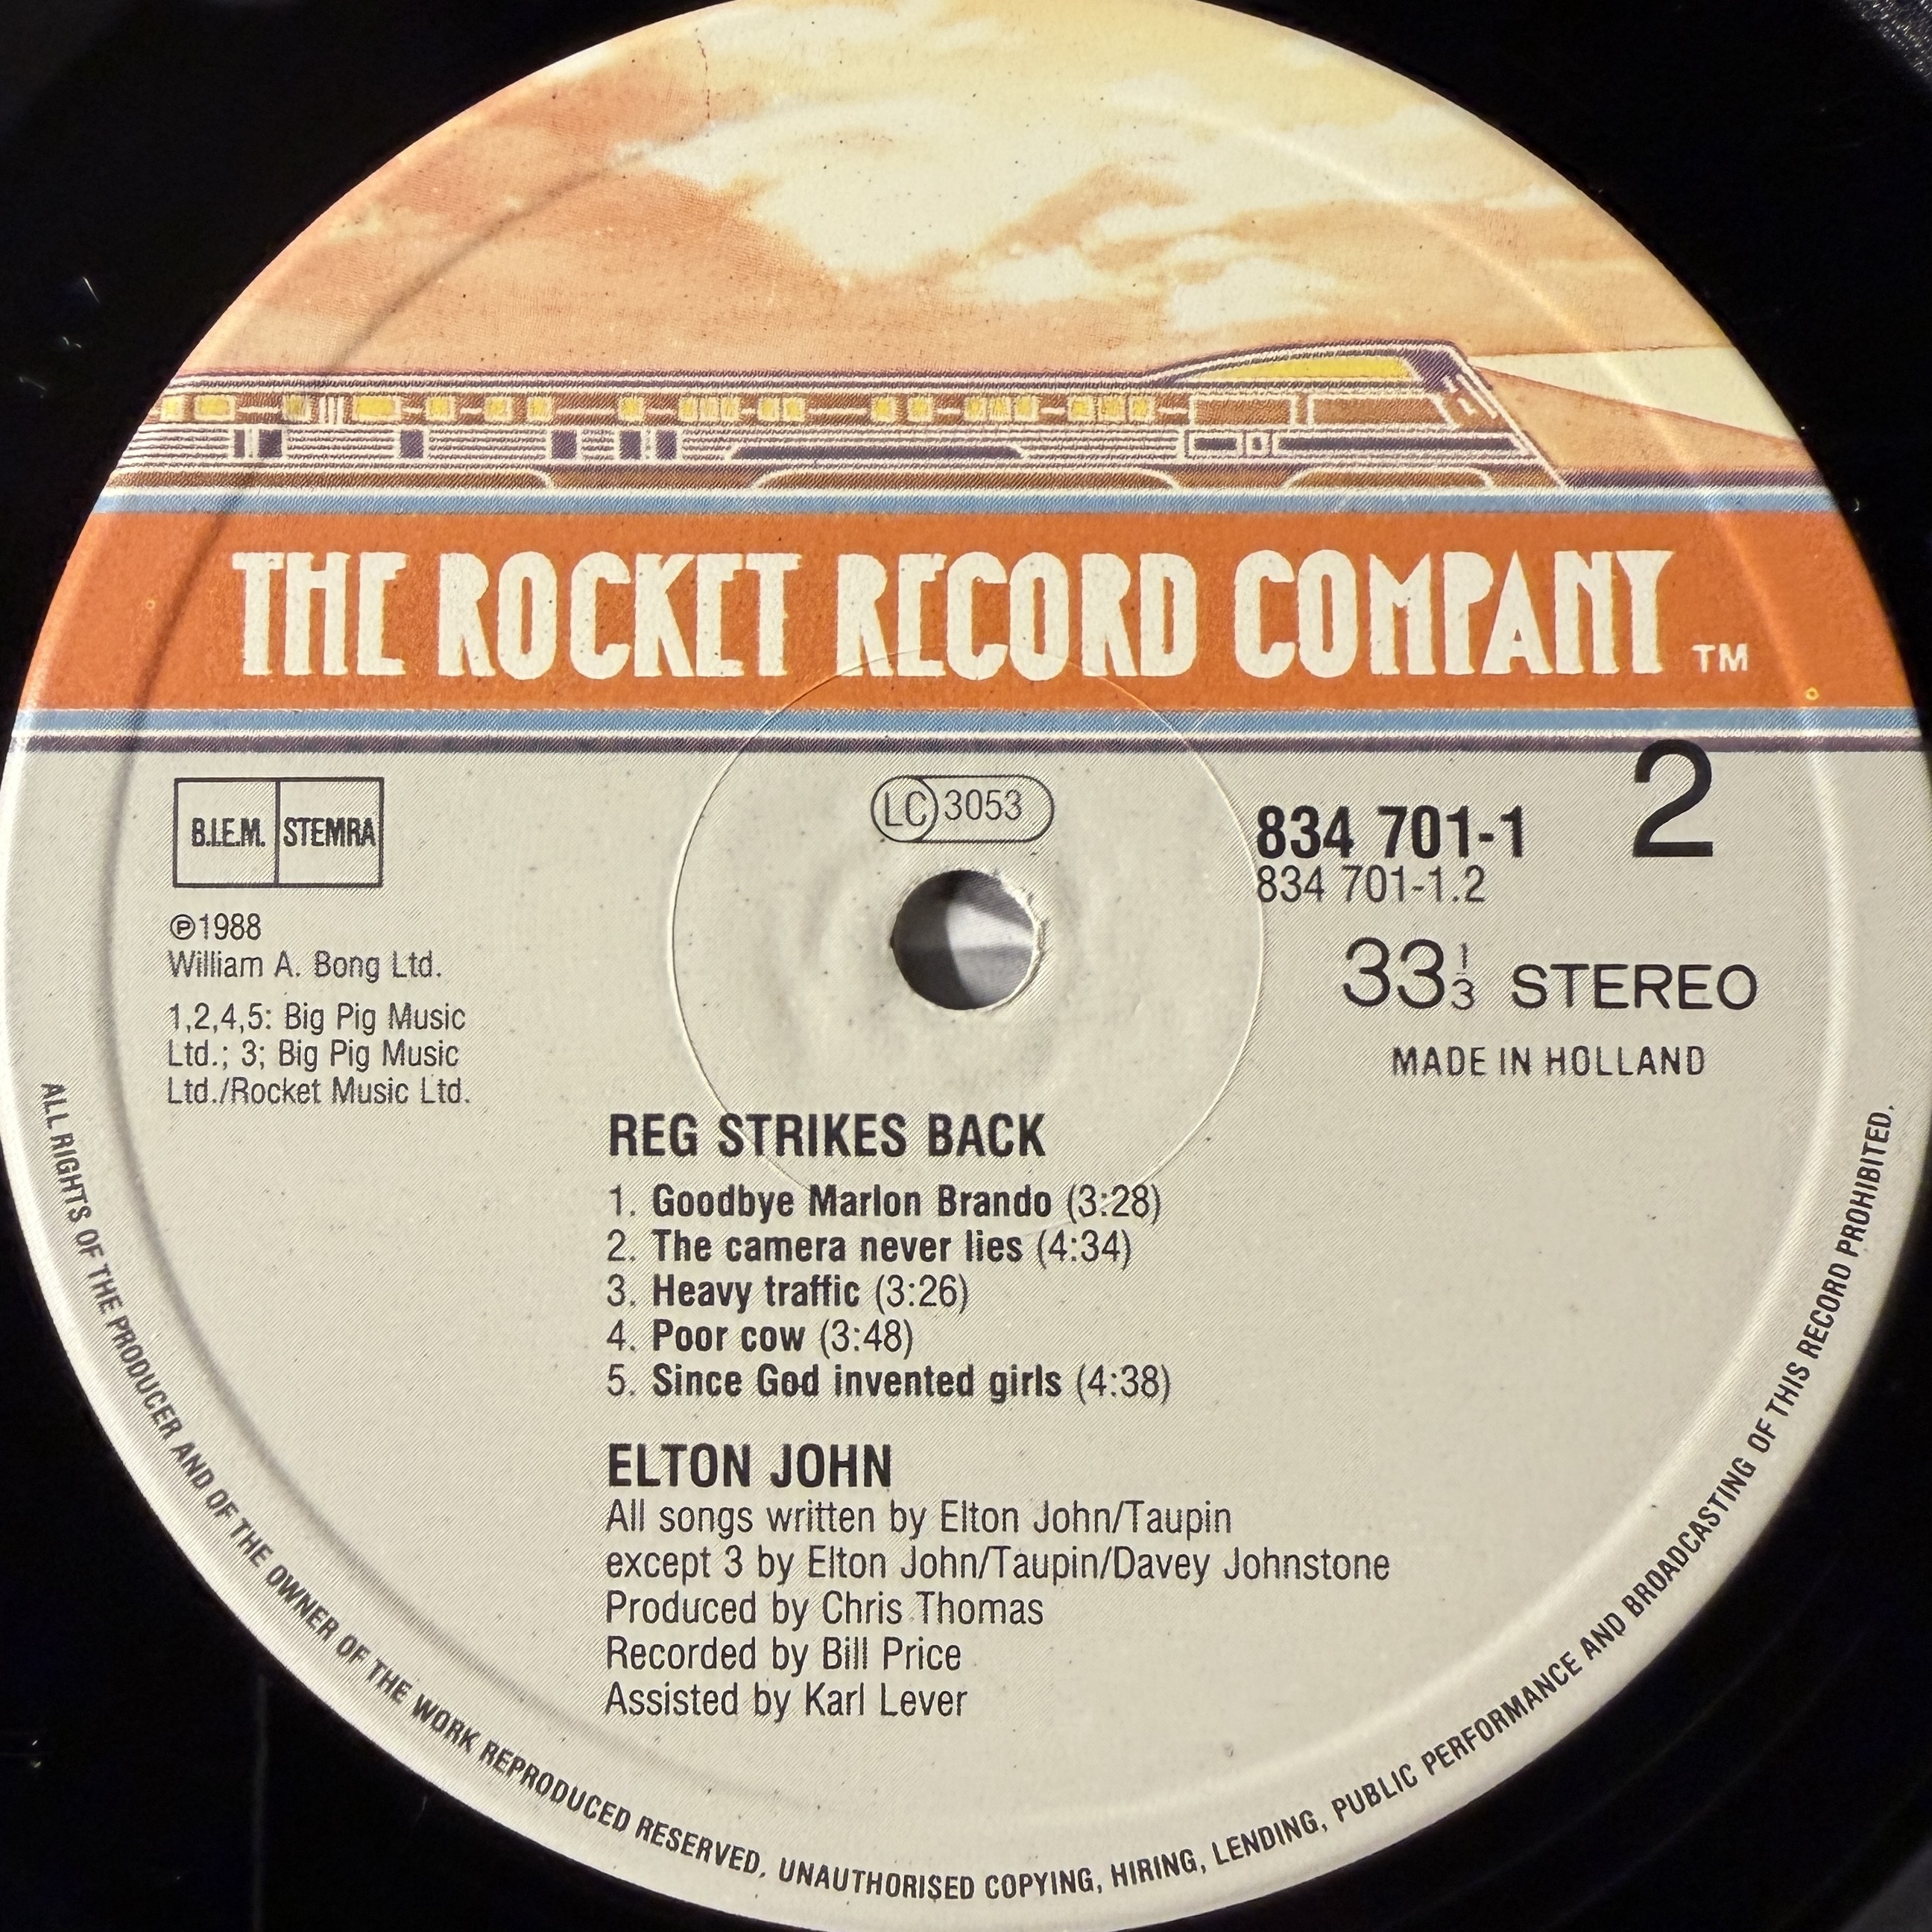 THE ROCKET RECORD COMPANY TM
B.I.E.M. STEMRA
LC 3053
834 701-1
2
834 701-1.2
33 1/3 STEREO
MADE IN HOLLAND
℗1988
William A. Bong Ltd.
1,2,4,5: Big Pig Music
Ltd.; 3; Big Pig Music
Ltd./Rocket Music Ltd.
REG STRIKES BACK
1. Goodbye Marlon Brando (3:28)
2. The camera never lies (4:34)
3. Heavy traffic (3:26)
4. Poor cow (3:48)
5. Since God invented girls (4:38)
ELTON JOHN
All songs written by Elton John/Taupin
except 3 by Elton John/Taupin/Davey Johnstone
Produced by Chris Thomas
Recorded by Bill Price
Assisted by Karl Lever
ALL RIGHTS OF THE PRODUCER AND OF THE OWNER OF THE WORK REPRODUCED RESERVED. UNAUTHORISED COPYING, HIRING, LENDING, PUBLIC PERFORMANCE AND BROADCASTING OF THIS RECORD PROHIBITED.